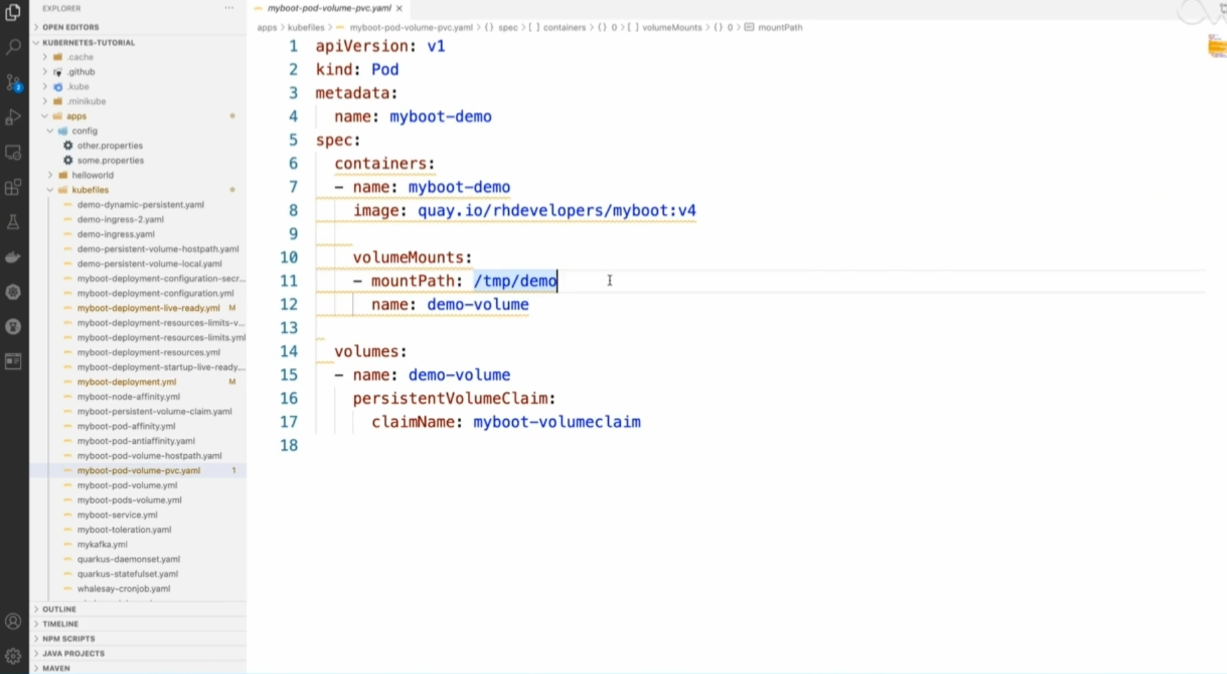 EXPLORER
OPEN EDITORS
KUBERNETES-TUTORIAL
.cache
.github
.kube
.minikube
apps
config
other.properties
some.properties
helloworld
kubefiles
demo-dynamic-persistent.yaml
demo-ingress-2.yaml
demo-ingress.yaml
demo-persistent-volume-hostpath.yaml
demo-persistent-volume-local.yaml
myboot-deployment-configuration-secr...
myboot-deployment-configuration.yml
myboot-deployment-live-ready.yml M
myboot-deployment-resources-limits-v...
myboot-deployment-resources-limits.yml
myboot-deployment-resources.yml
myboot-deployment-startup-live-ready...
myboot-deployment.yml M
myboot-node-affinity.yml
myboot-persistent-volume-claim.yaml
myboot-pod-affinity.yml
myboot-pod-antiaffinity.yaml
myboot-pod-volume-hostpath.yaml
myboot-pod-volume-pvc.yaml 1
myboot-pod-volume.yml
myboot-pods-volume.yml
myboot-service.yml
myboot-toleration.yaml
mykafka.yml
quarkus-daemonset.yaml
quarkus-statefulset.yaml
whalesay-cronjob.yaml
OUTLINE
TIMELINE
NPM SCRIPTS
JAVA PROJECTS
MAVEN
2
myboot-pod-volume-pvc.yaml ×
apps > kubefiles > myboot-pod-volume-pvc.yaml > {} spec > [ ] containers > {} 0 > [ ] volumeMounts > {} 0 > mountPath
1 apiVersion: v1
2 kind: Pod
3 metadata:
4 name: myboot-demo
5 spec:
6 containers:
7 - name: myboot-demo
8 image: quay.io/rhdevelopers/myboot:v4
9
10 volumeMounts:
11 - mountPath: /tmp/demo
12 name: demo-volume
13
14 volumes:
15 - name: demo-volume
16 persistentVolumeClaim:
17 claimName: myboot-volumeclaim
18